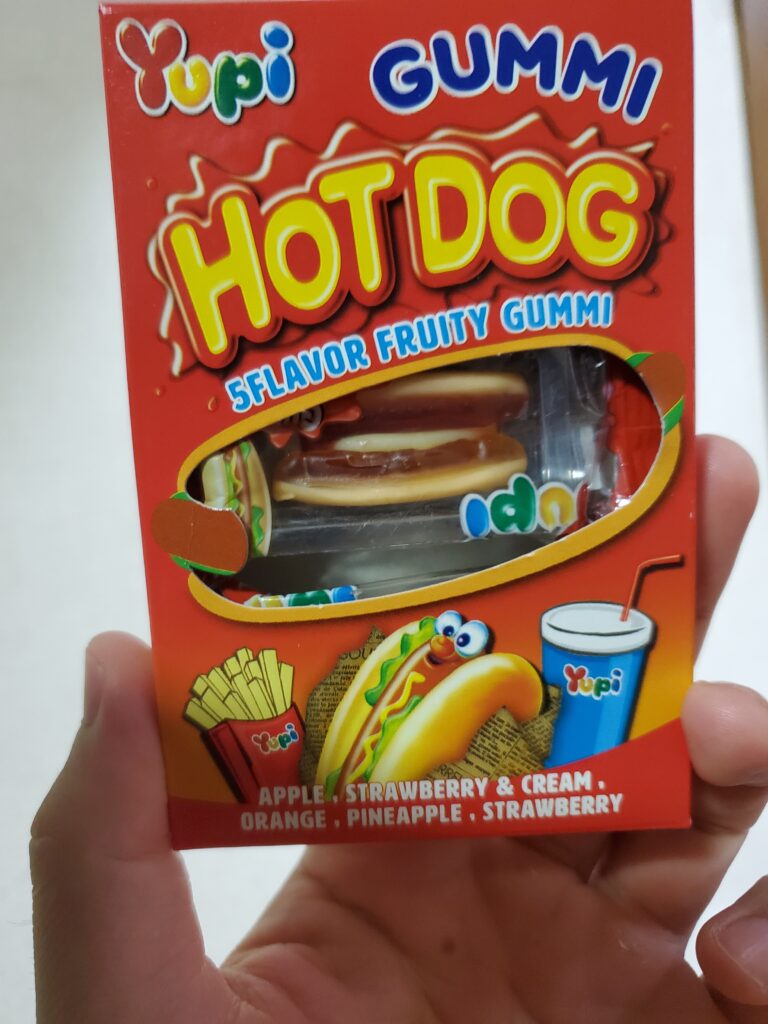 Yupi GUMMI
HOT DOG
5FLAVOR FRUITY GUMMI
Yupi
Yupi
Yupi
APPLE , STRAWBERRY & CREAM ,
ORANGE , PINEAPPLE , STRAWBERRY